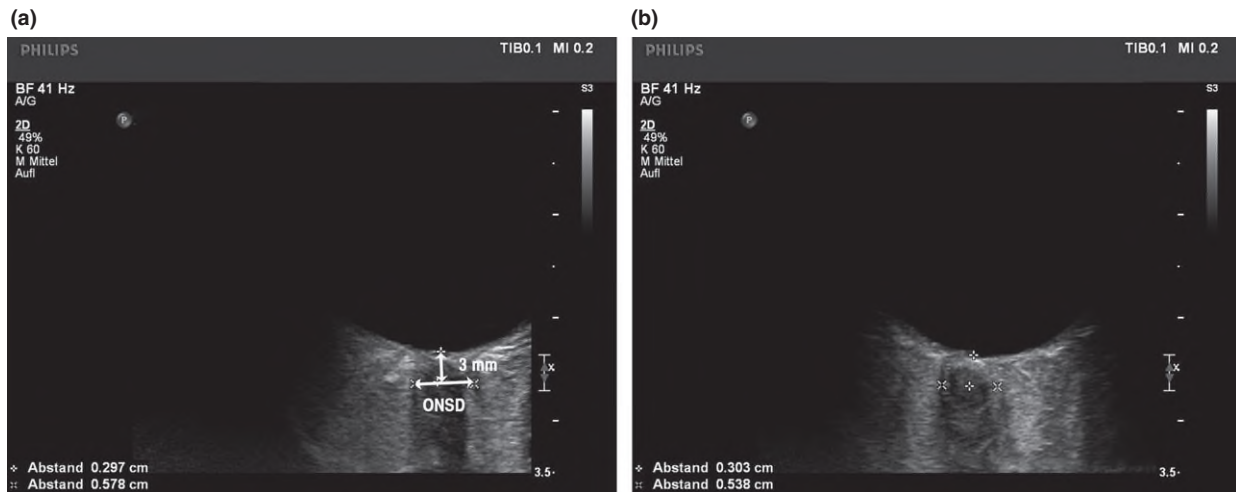 (a)
PHILIPS
TIB0.1 MI 0.2
BF 41 Hz
A/G
2D
49%
K 60
M Mittel
Aufl
P
S3
x
3 mm
ONSD
3.5
Abstand 0.297 cm
Abstand 0.578 cm
(b)
PHILIPS
TIB0.1 MI 0.2
BF 41 Hz
A/G
2D
49%
K 60
M Mittel
Aufl
P
S3
x
3.5
Abstand 0.303 cm
Abstand 0.538 cm